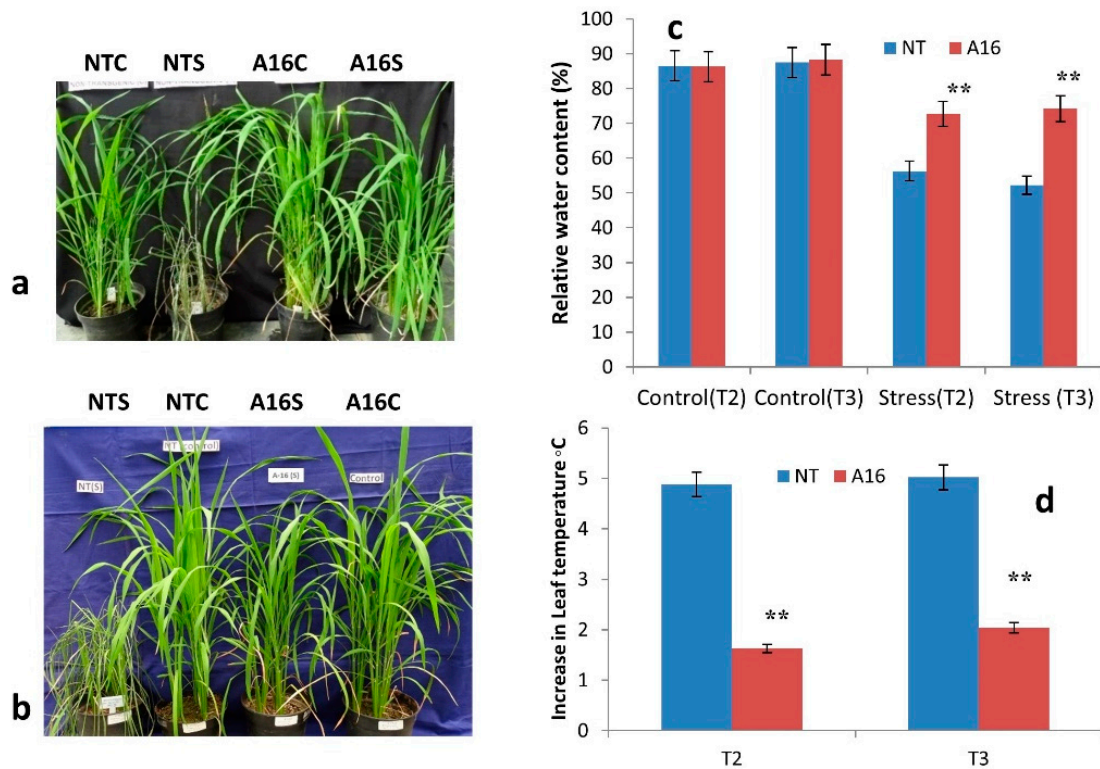 NTC NTS A16C A16S
a
NTS NTC A16S A16C
NT(S)
NT (control)
A-16 (S)
Control
b
c
NT A16
Relative water content (%)
100
90
80
70
60
50
40
30
20
10
0
**
**
Control(T2) Control(T3) Stress(T2) Stress (T3)
d
NT A16
Increase in Leaf temperature °C
6
5
4
3
2
1
0
**
**
T2 T3